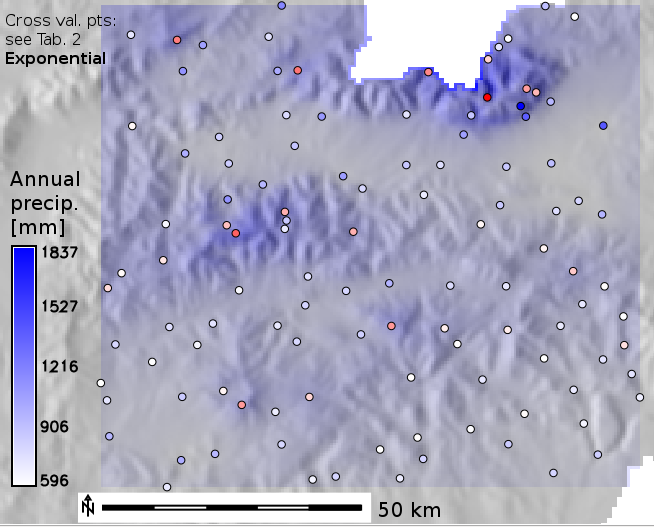 Cross val. pts:
see Tab. 2
Exponential
Annual
precip.
[mm]
1837
1527
1216
906
596
N
50 km